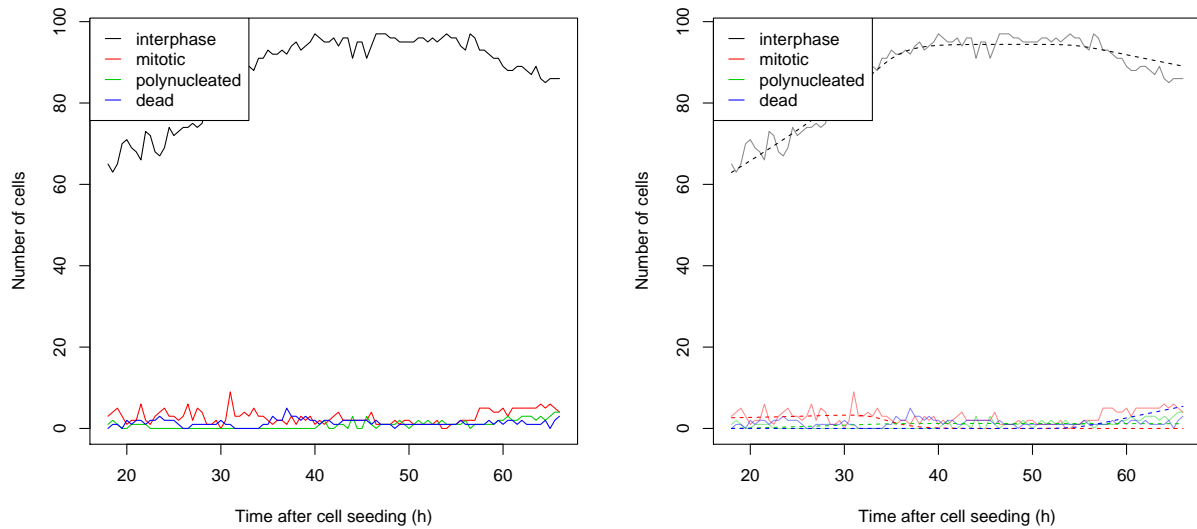 interphase
mitotic
polynucleated
dead
Number of cells
0
20
40
60
80
100
20
30
40
50
60
Time after cell seeding (h)
interphase
mitotic
polynucleated
dead
Number of cells
0
20
40
60
80
100
20
30
40
50
60
Time after cell seeding (h)